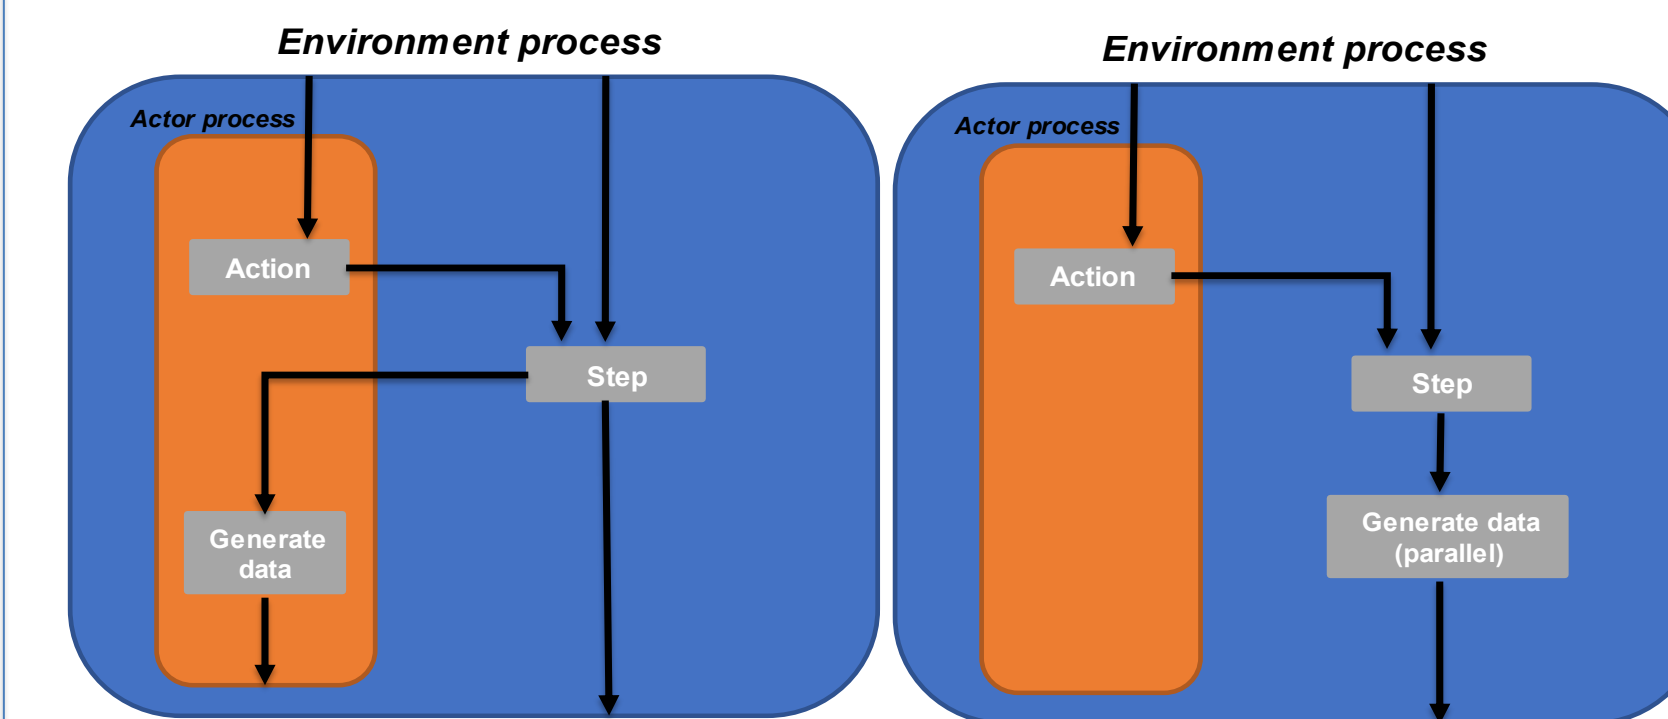 Environment process
Actor process
Action
Step
Generate
data
Environment process
Actor process
Action
Step
Generate data
(parallel)